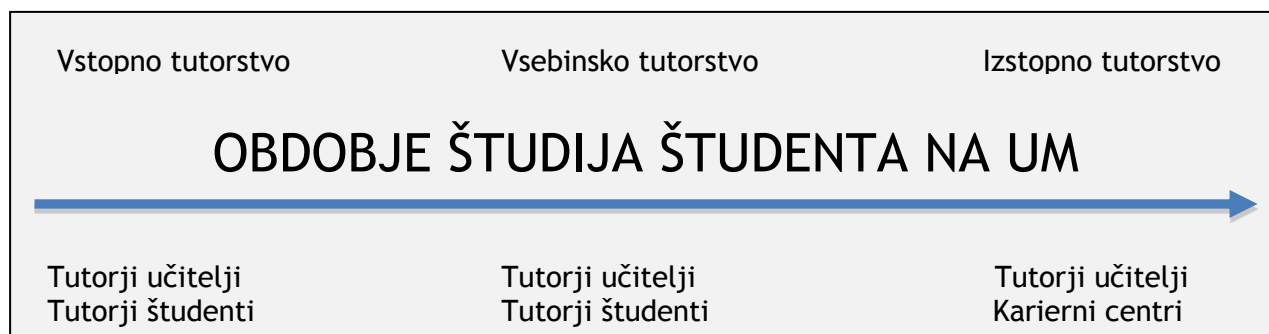 Vstopno tutorstvo Vsebinsko tutorstvo Izstopno tutorstvo
OBDOBJE ŠTUDIJA ŠTUDENTA NA UM
Tutorji učitelji Tutorji učitelji Tutorji učitelji
Tutorji študenti Tutorji študenti Karierni centri